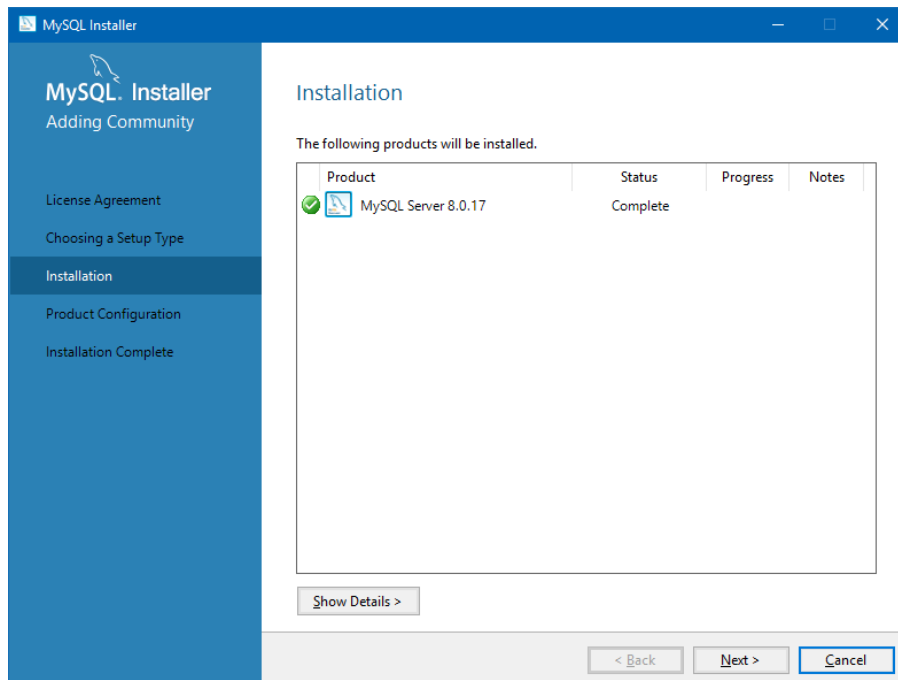 MySQL Installer
MySQL. Installer
Adding Community
License Agreement
Choosing a Setup Type
Installation
Product Configuration
Installation Complete
Installation
The following products will be installed.
Product Status Progress Notes
MySQL Server 8.0.17 Complete
Show Details >
< Back Next > Cancel